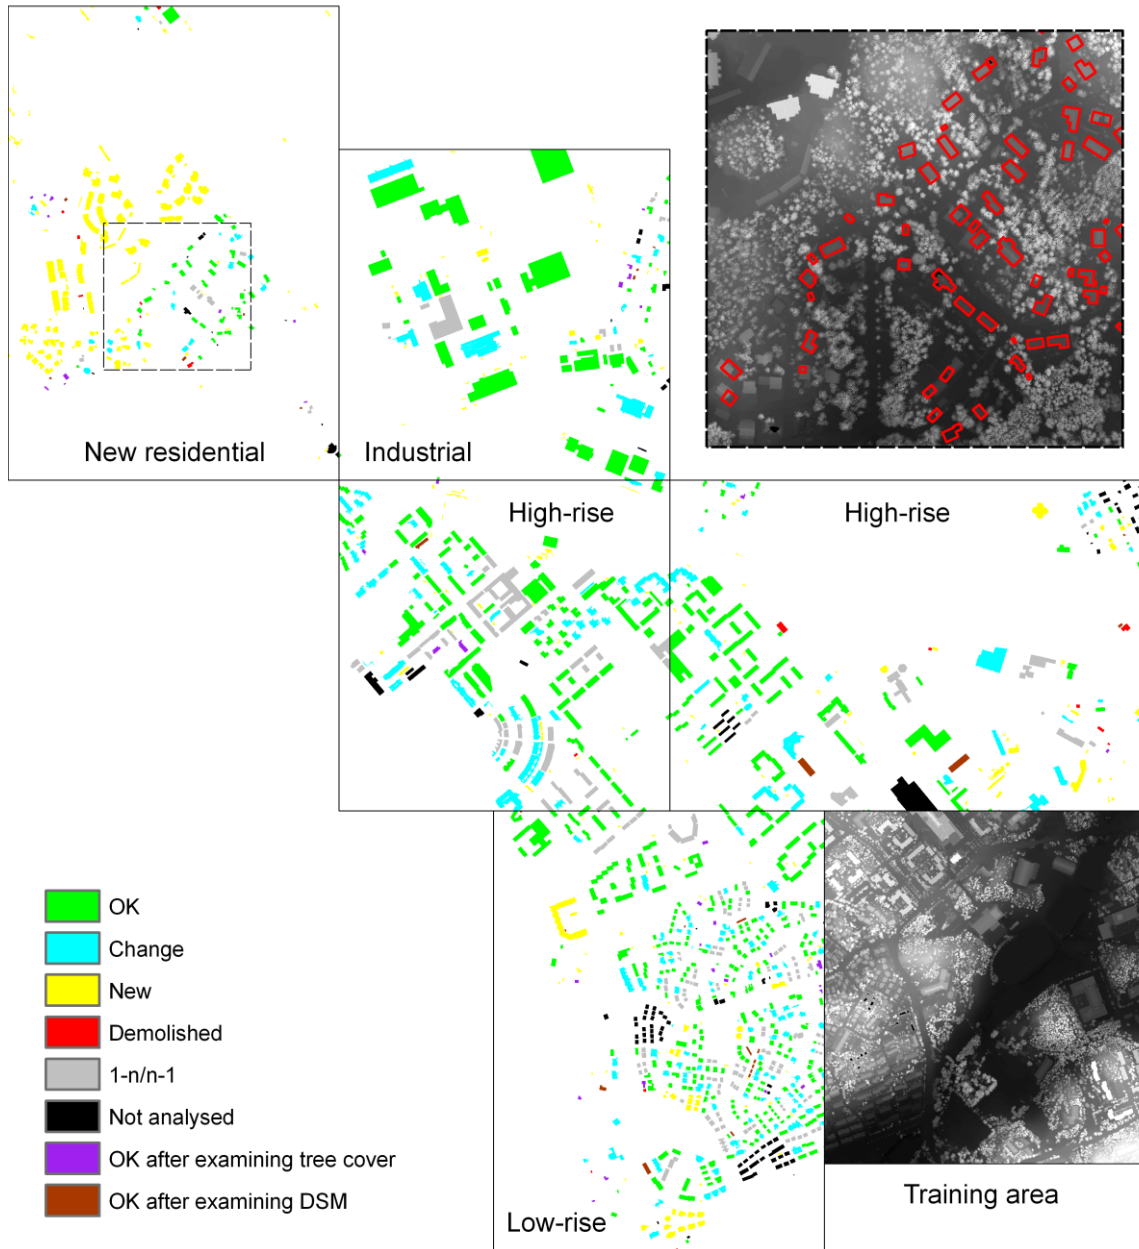 New residential
Industrial
High-rise
High-rise
OK
Change
New
Demolished
1-n/n-1
Not analysed
OK after examining tree cover
OK after examining DSM
Low-rise
Training area